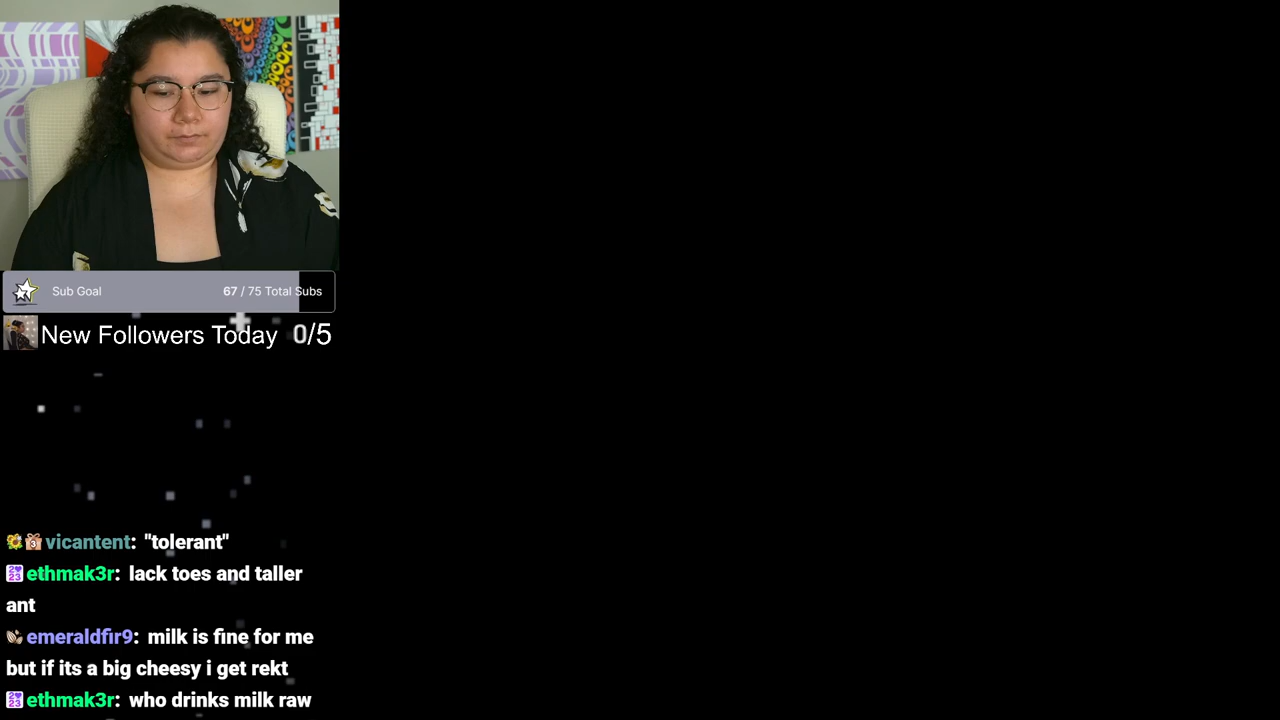 Sub Goal 67 / 75 Total Subs
New Followers Today 0/5
vicantent: "tolerant"
ethmak3r: lack toes and taller
ant
emeraldfir9: milk is fine for me
but if its a big cheesy i get rekt
ethmak3r: who drinks milk raw